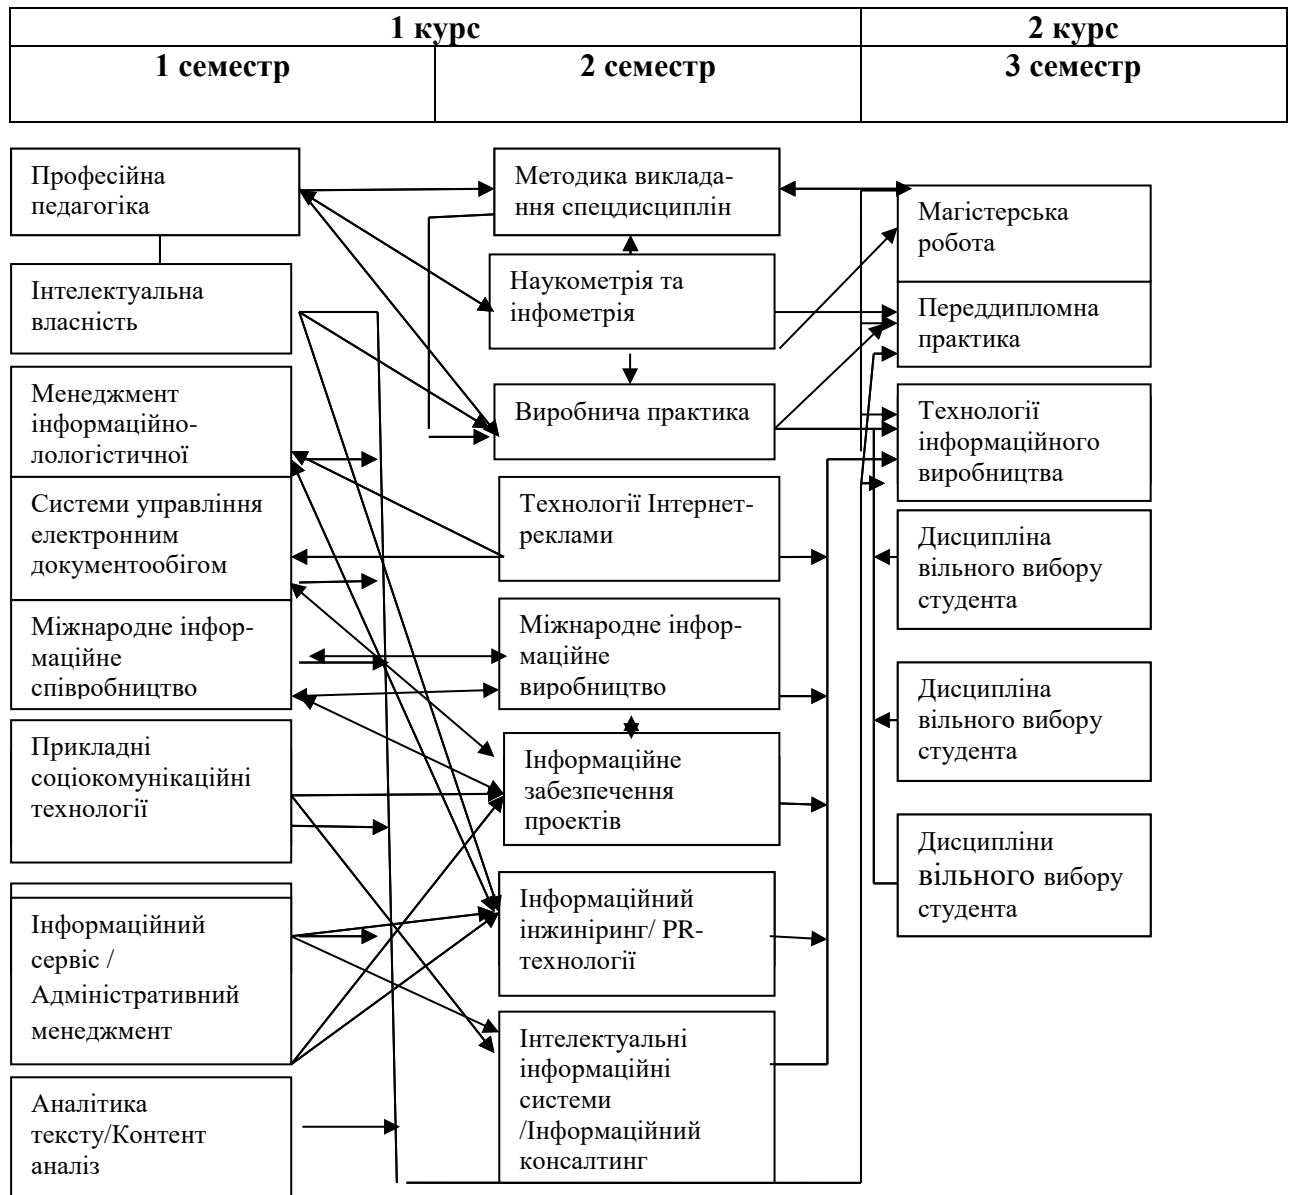 1 курс
2 курс
1 семестр
2 семестр
3 семестр
Професійна
педагогіка
Інтелектуальна
власність
Менеджмент
інформаційно-
лологістичної
Системи управління
електронним
документообігом
Міжнародне інфор-
маційне
співробництво
Прикладні
соціокомунікаційні
технології
Інформаційний
сервіс /
Адміністративний
менеджмент
Аналітика
тексту/Контент
аналіз
Методика виклада-
ння спецдисциплін
Наукометрія та
інфометрія
Виробнича практика
Технології Інтернет-
реклами
Міжнародне інфор-
маційне
виробництво
Інформаційне
забезпечення
проектів
Інформаційний
інжиніринг/ PR-
технології
Інтелектуальні
інформаційні
системи
/Інформаційний
консалтинг
Магістерська
робота
Переддипломна
практика
Технології
інформаційного
виробництва
Дисципліна
вільного вибору
студента
Дисципліна
вільного вибору
студента
Дисципліни
вільного вибору
студента